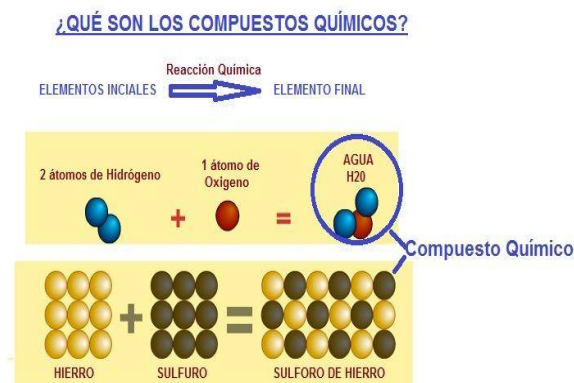 ¿QUÉ SON LOS COMPUESTOS QUÍMICOS?
Reacción Química
ELEMENTOS INCIALES
ELEMENTO FINAL
2 átomos de Hidrógeno
1 átomo de
Oxigeno
AGUA
H20
+
=
Compuesto Químico
+
=
HIERRO
SULFURO
SULFORO DE HIERRO